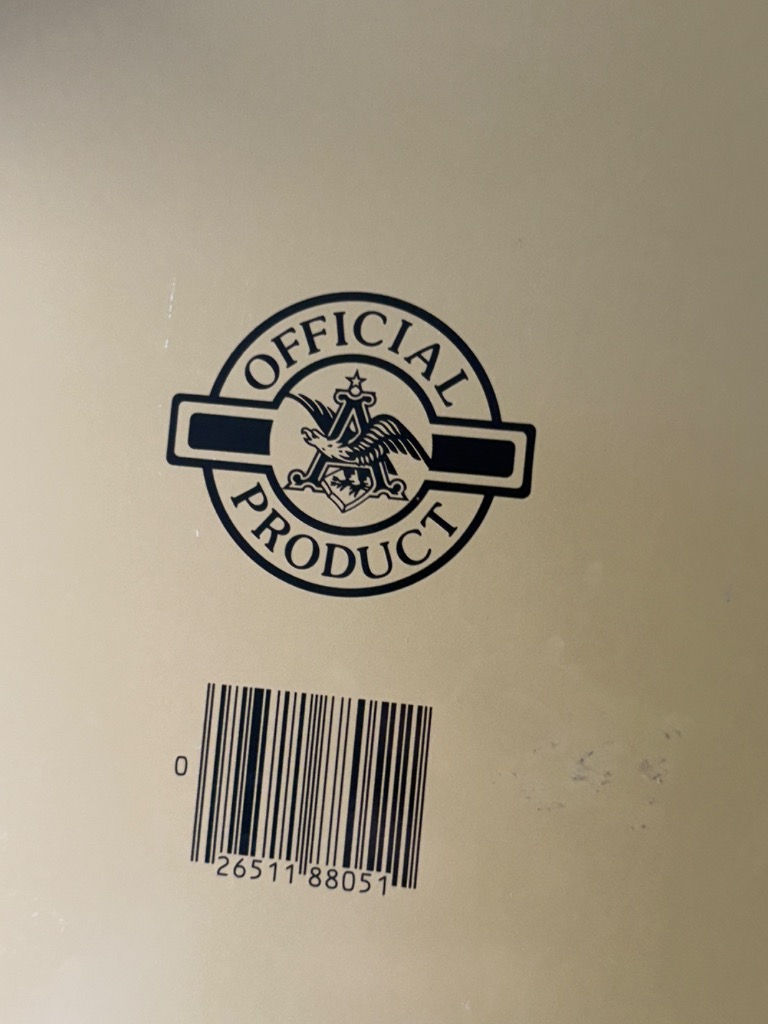 OFFICIAL
A
PRODUCT
0
26511 88051